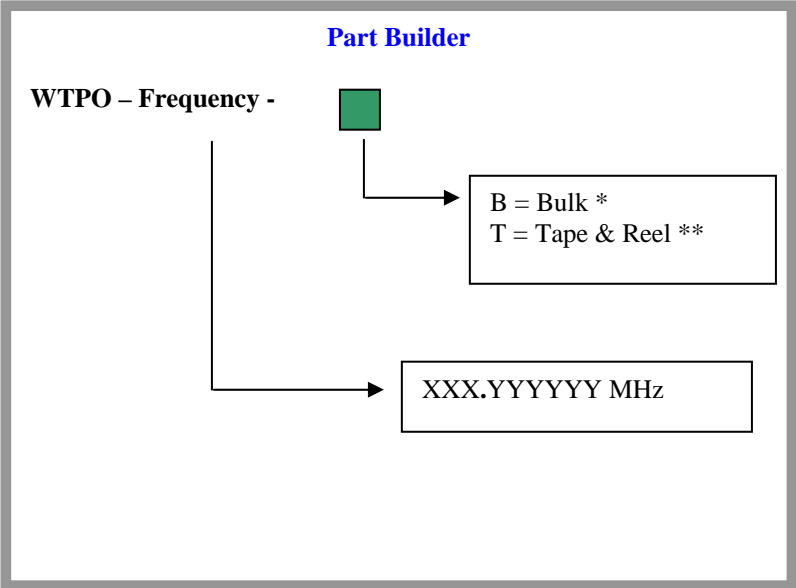 Part Builder
WTPO – Frequency -
B = Bulk *
T = Tape & Reel **
XXX.YYYYYY MHz